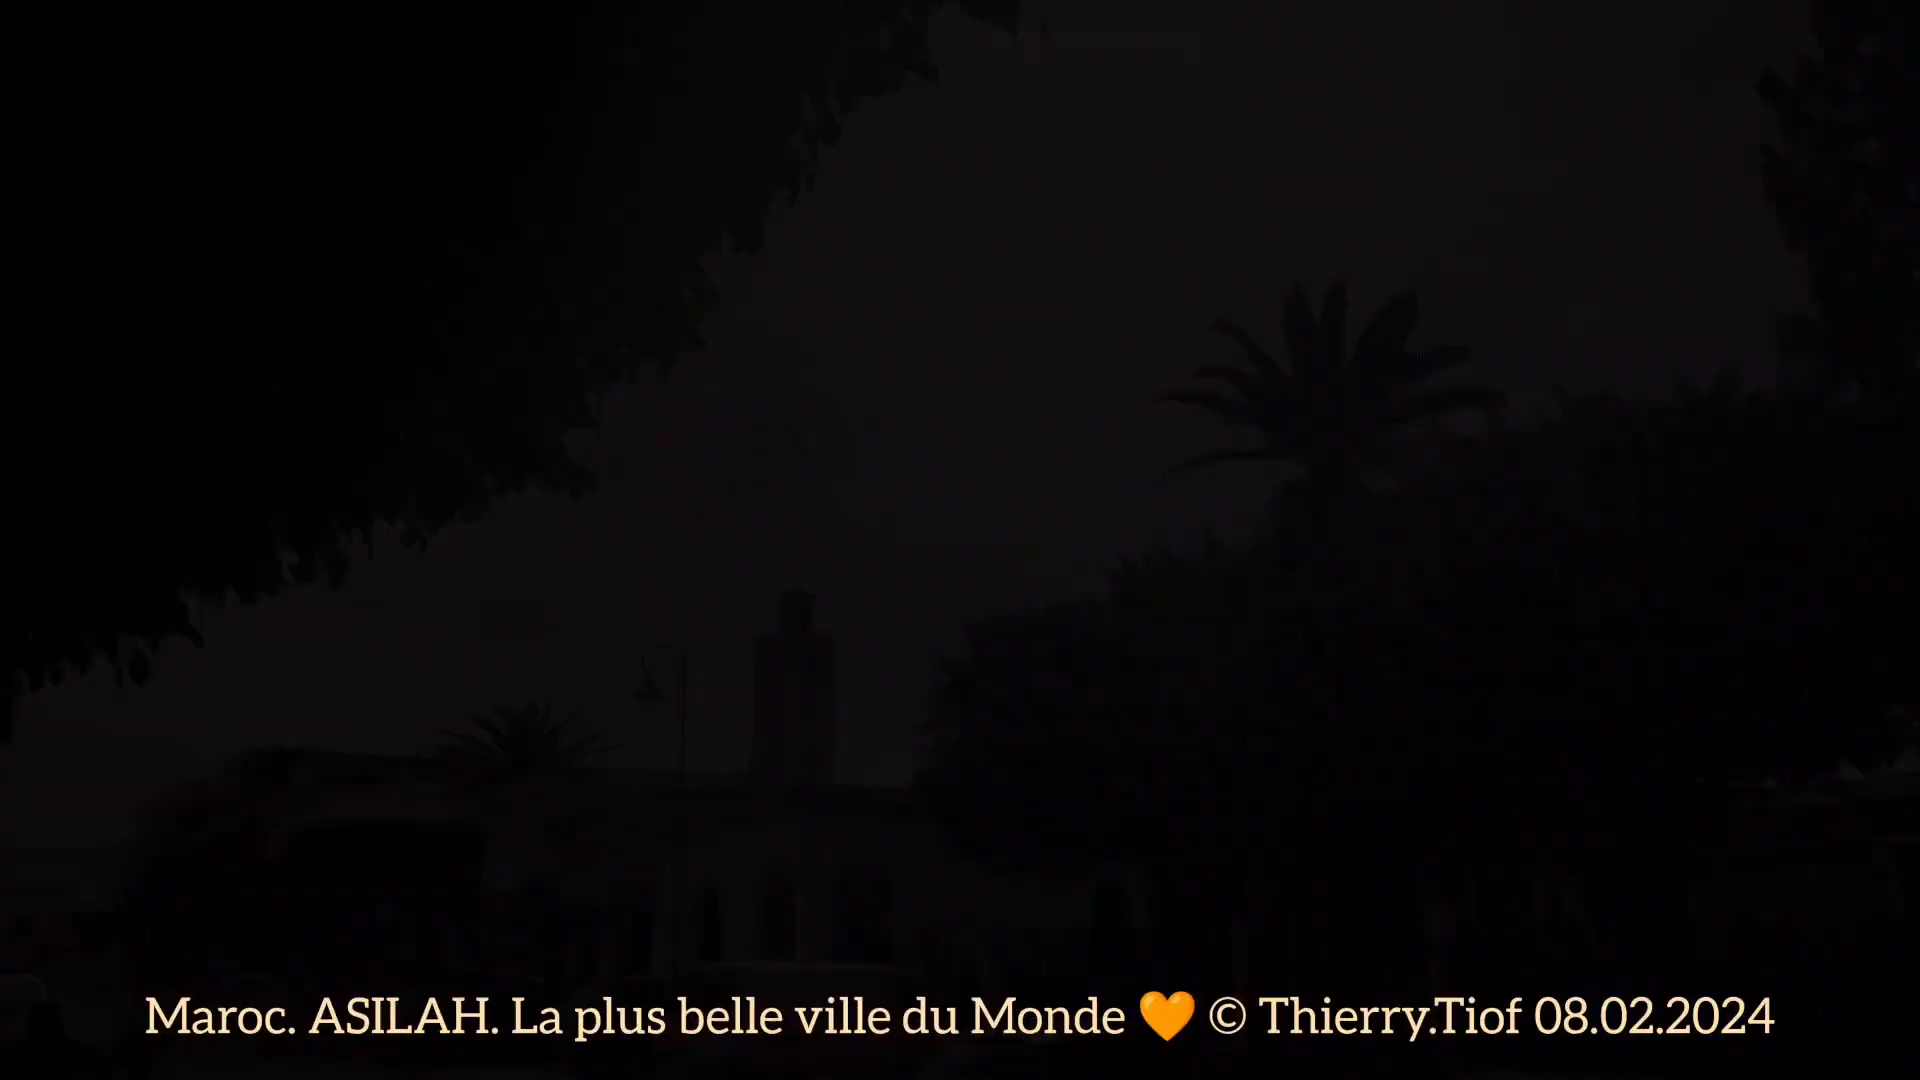 Maroc. ASILAH. La plus belle ville du Monde 🧡 © Thierry.Tiof 08.02.2024